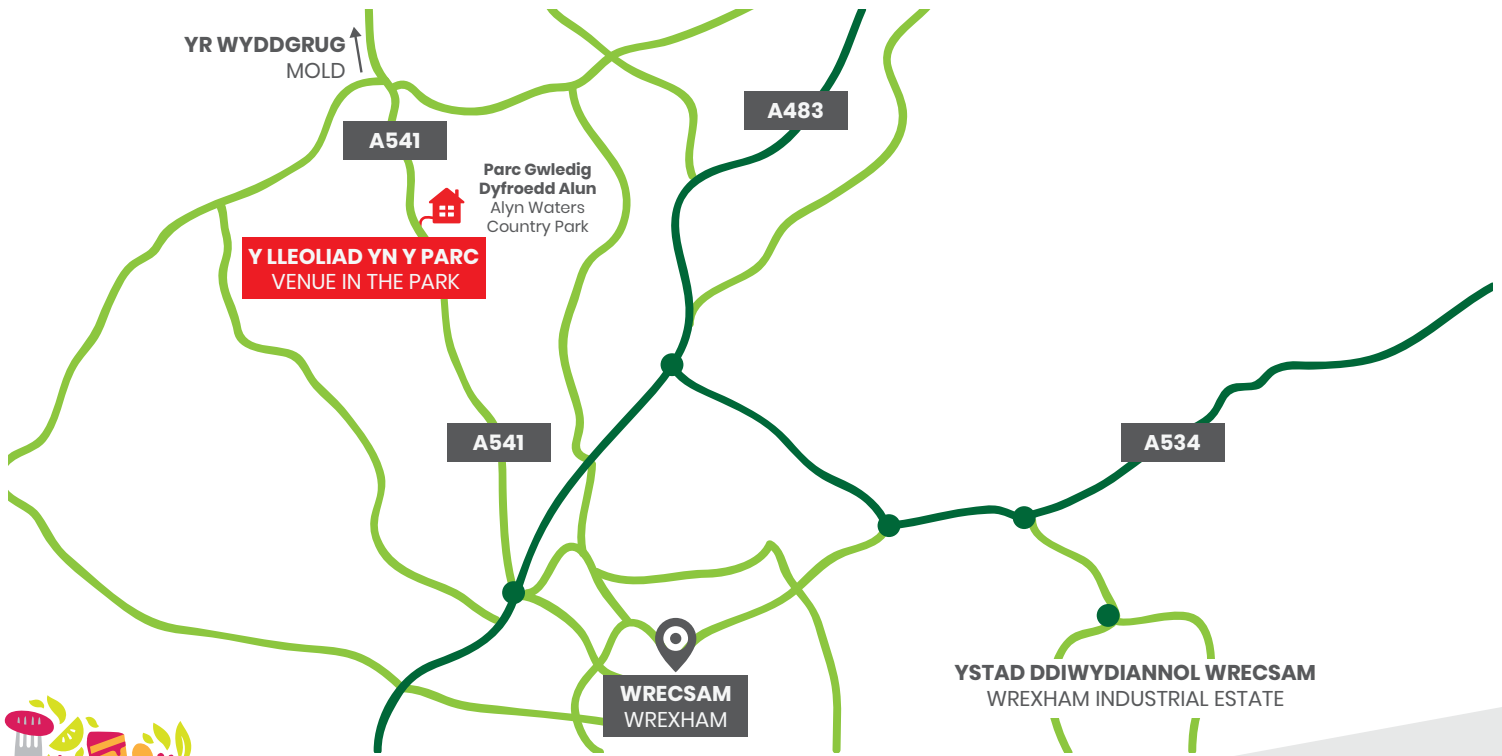 YR WYDDGRUG
MOLD
A483
A541
Parc Gwledig
Dyfroedd Alun
Alyn Waters
Country Park
Y LLEOLIAD YN Y PARC
VENUE IN THE PARK
A541
A534
WRECSAM
WREXHAM
YSTAD DDIWYDIANNOL WRECSAM
WREXHAM INDUSTRIAL ESTATE